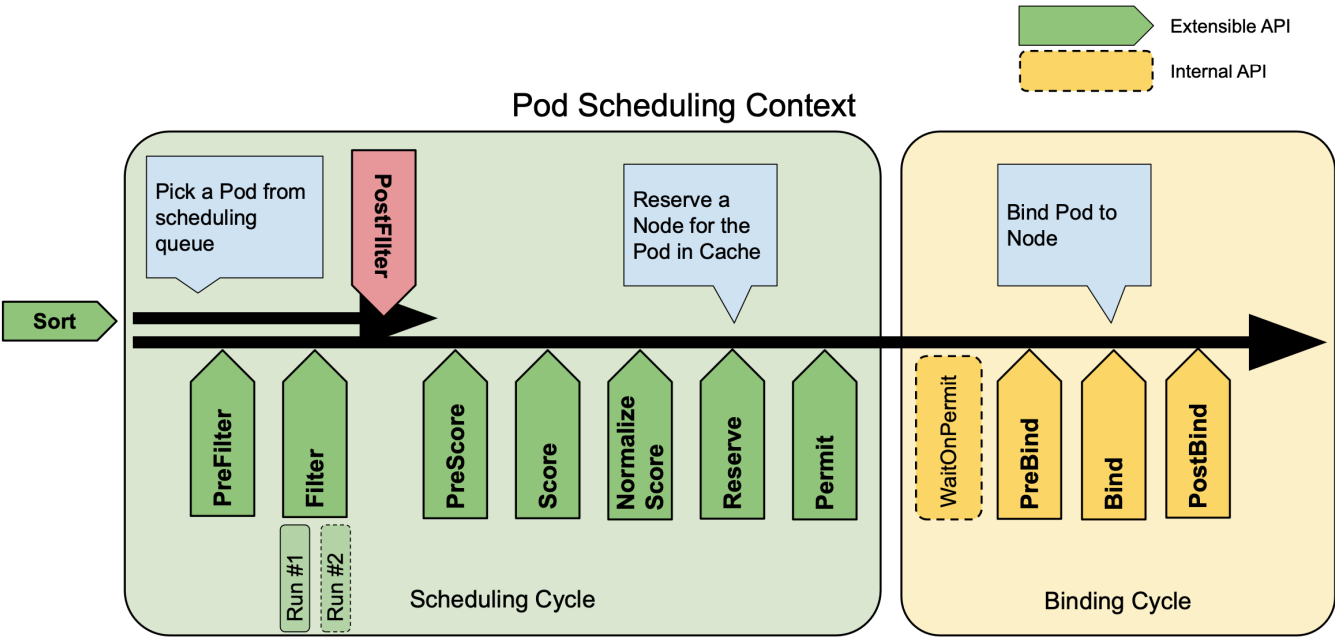 Extensible API
Internal API
Pod Scheduling Context
Pick a Pod from
scheduling
queue
PostFIlter
Reserve a
Node for the
Pod in Cache
Bind Pod to
Node
Sort
PreFilter
Filter
PreScore
Score
Normalize
Score
Reserve
Permit
WaitOnPermit
PreBind
Bind
PostBind
Run #1
Run #2
Scheduling Cycle
Binding Cycle